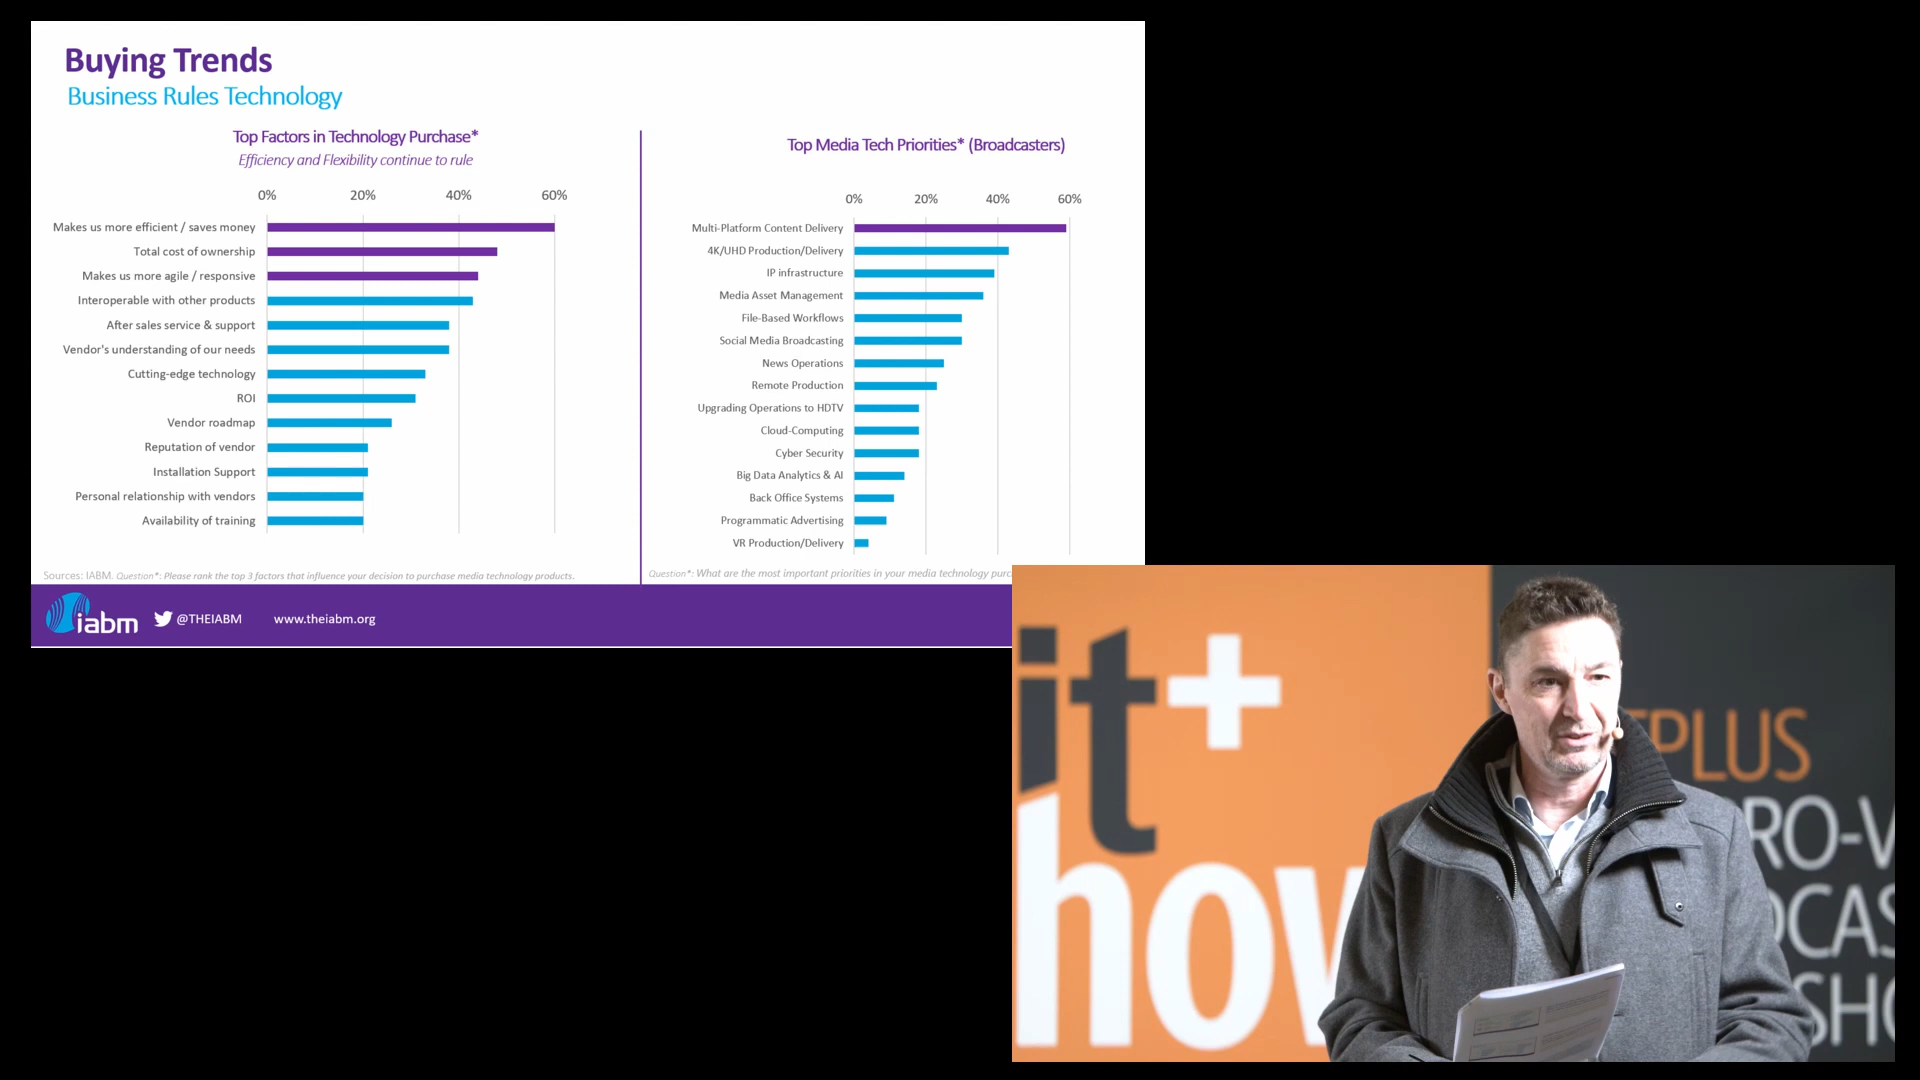 Buying Trends
Business Rules Technology
Top Factors in Technology Purchase*
Efficiency and Flexibility continue to rule
0% 20% 40% 60%
Makes us more efficient / saves money
Total cost of ownership
Makes us more agile / responsive
Interoperable with other products
After sales service & support
Vendor's understanding of our needs
Cutting-edge technology
ROI
Vendor roadmap
Reputation of vendor
Installation Support
Personal relationship with vendors
Availability of training
Sources: IABM. Question*: Please rank the top 3 factors that influence your decision to purchase media technology products.
Top Media Tech Priorities* (Broadcasters)
0% 20% 40% 60%
Multi-Platform Content Delivery
4K/UHD Production/Delivery
IP infrastructure
Media Asset Management
File-Based Workflows
Social Media Broadcasting
News Operations
Remote Production
Upgrading Operations to HDTV
Cloud-Computing
Cyber Security
Big Data Analytics & AI
Back Office Systems
Programmatic Advertising
VR Production/Delivery
Question*: What are the most important priorities in your media technology purc
iabm @THEIABM www.theiabm.org
it+
how
PLUS
RO-V
CAS
SHO